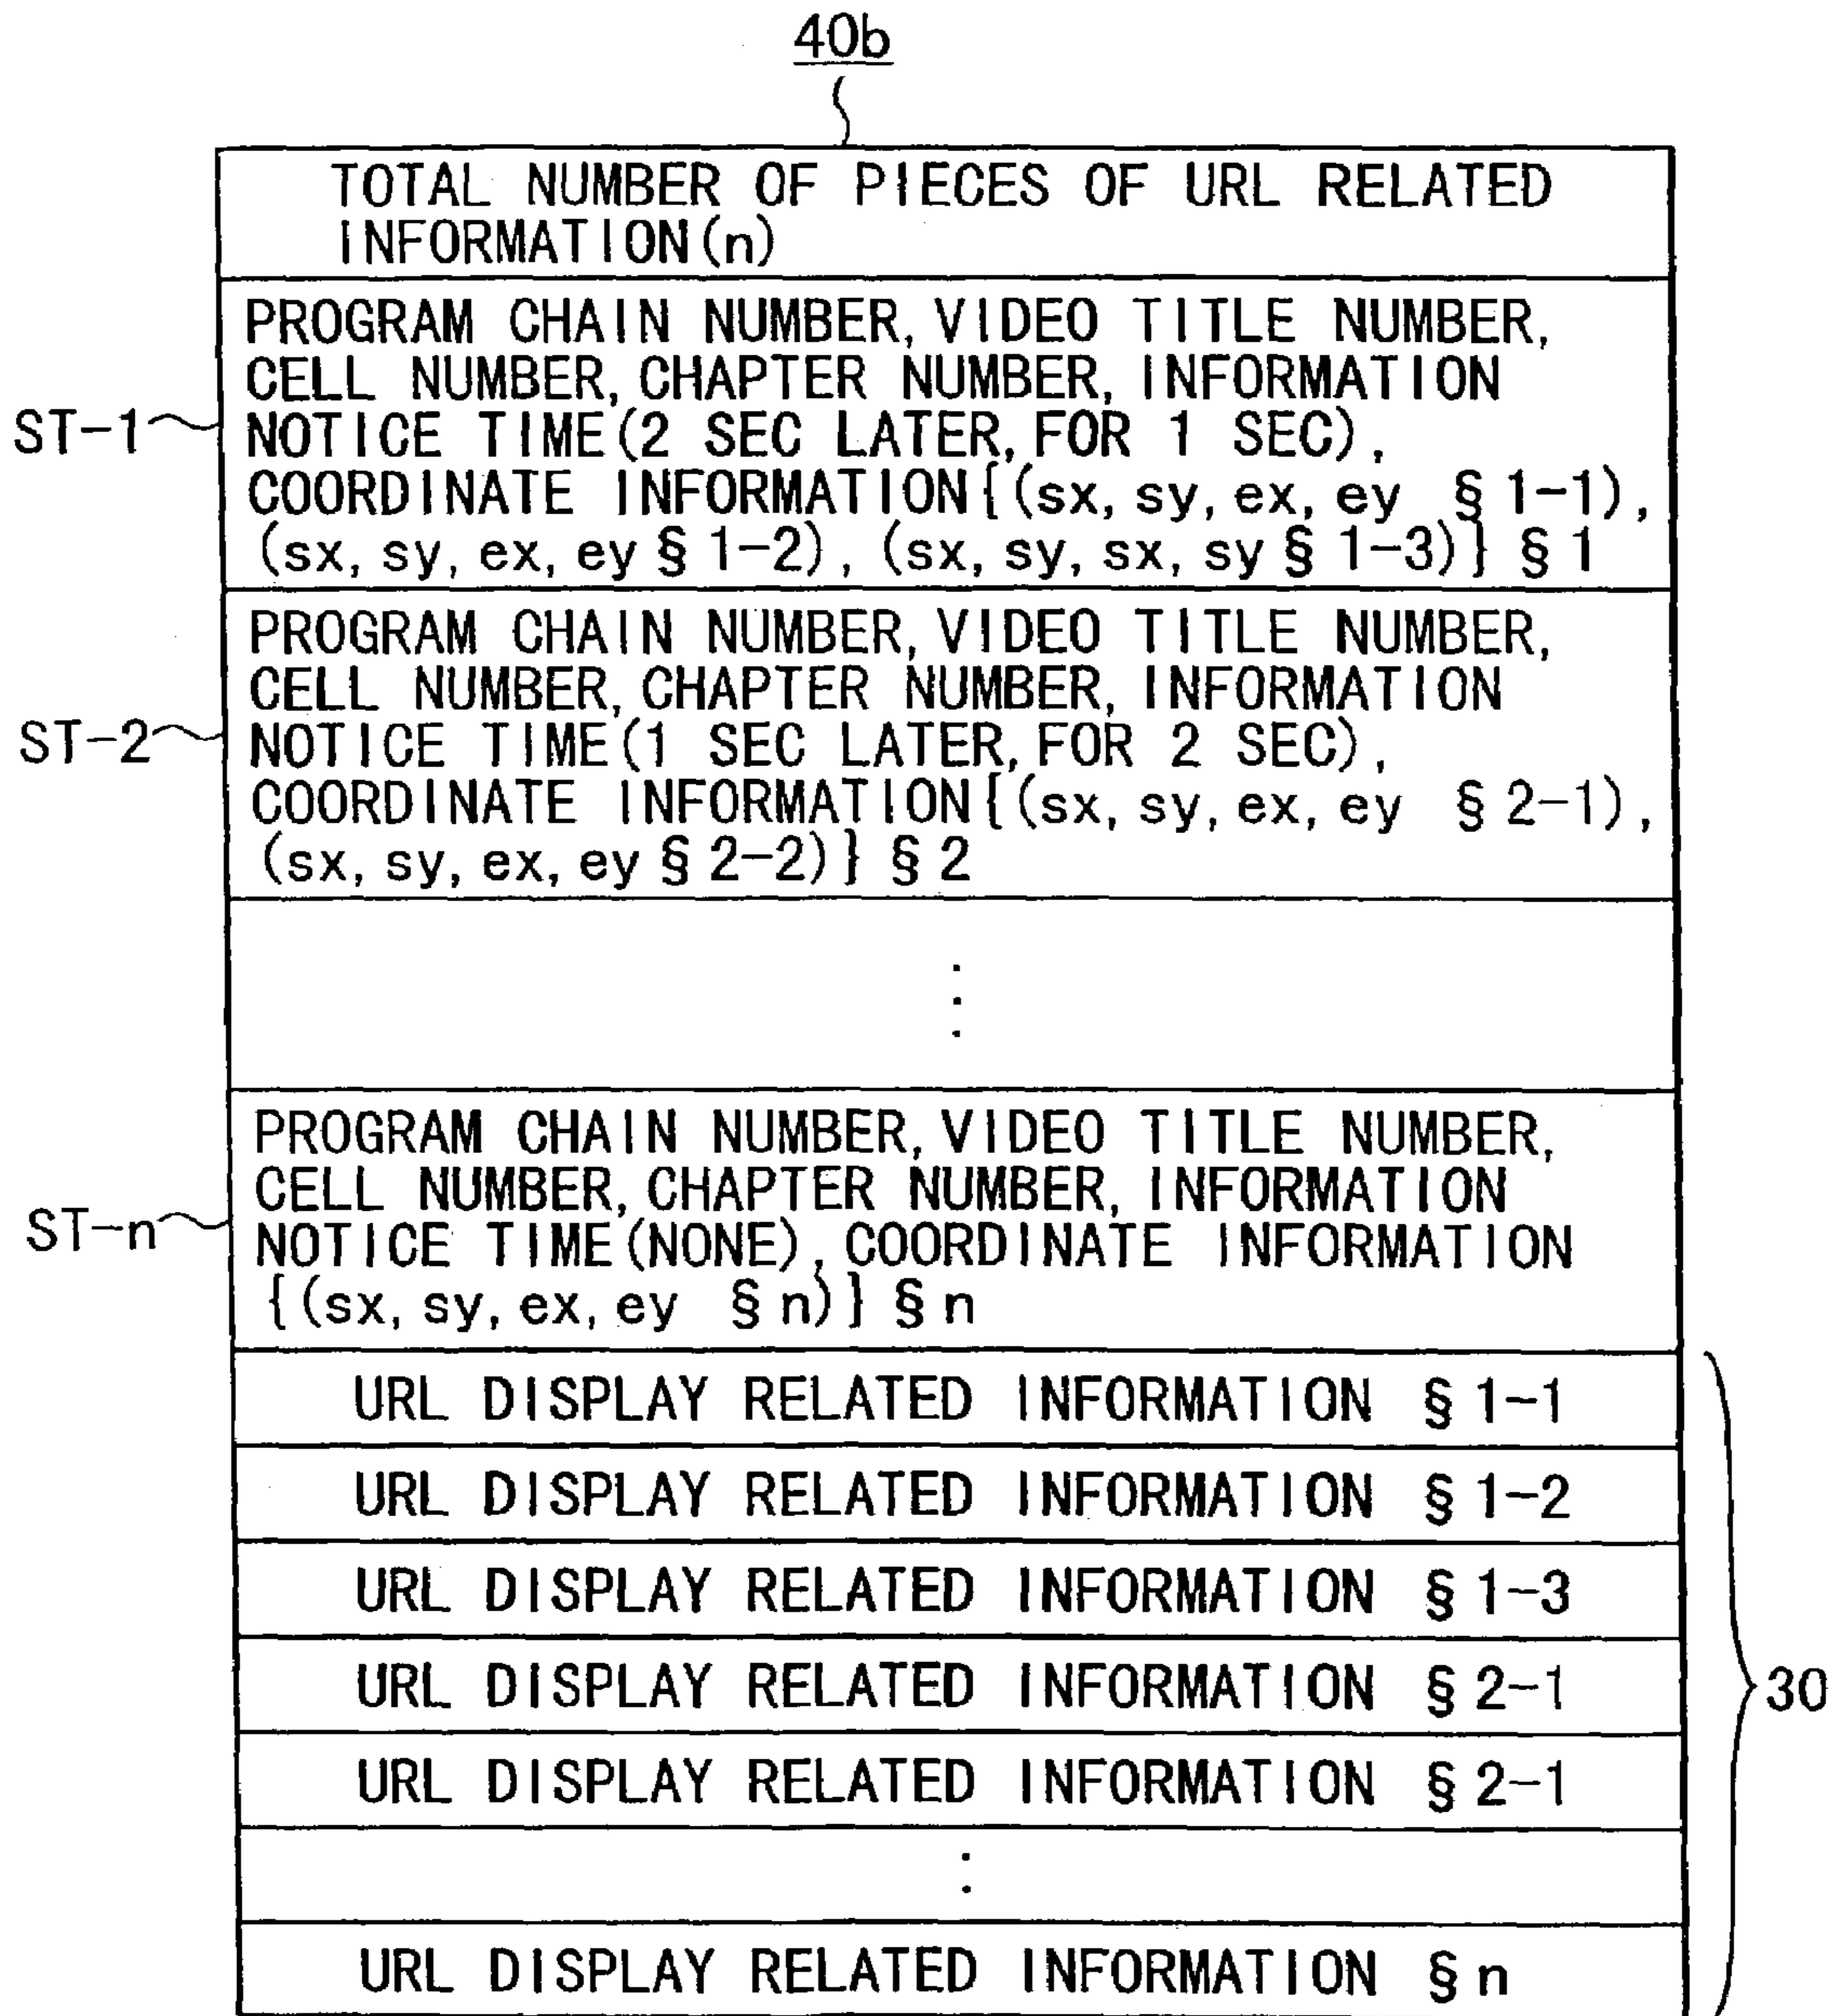 40b
TOTAL NUMBER OF PIECES OF URL RELATED
INFORMATION(n)
ST-1
PROGRAM CHAIN NUMBER, VIDEO TITLE NUMBER,
CELL NUMBER, CHAPTER NUMBER, INFORMATION
NOTICE TIME(2 SEC LATER, FOR 1 SEC),
COORDINATE INFORMATION{(sx, sy, ex, ey § 1-1),
(sx, sy, ex, ey § 1-2), (sx, sy, sx, sy § 1-3)} § 1
ST-2
PROGRAM CHAIN NUMBER, VIDEO TITLE NUMBER,
CELL NUMBER, CHAPTER NUMBER, INFORMATION
NOTICE TIME(1 SEC LATER, FOR 2 SEC),
COORDINATE INFORMATION{(sx, sy, ex, ey § 2-1),
(sx, sy, ex, ey § 2-2)} § 2
ST-n
PROGRAM CHAIN NUMBER, VIDEO TITLE NUMBER,
CELL NUMBER, CHAPTER NUMBER, INFORMATION
NOTICE TIME(NONE), COORDINATE INFORMATION
{(sx, sy, ex, ey § n)} § n
URL DISPLAY RELATED INFORMATION § 1-1
URL DISPLAY RELATED INFORMATION § 1-2
URL DISPLAY RELATED INFORMATION § 1-3
URL DISPLAY RELATED INFORMATION § 2-1
URL DISPLAY RELATED INFORMATION § 2-1
URL DISPLAY RELATED INFORMATION § n
30